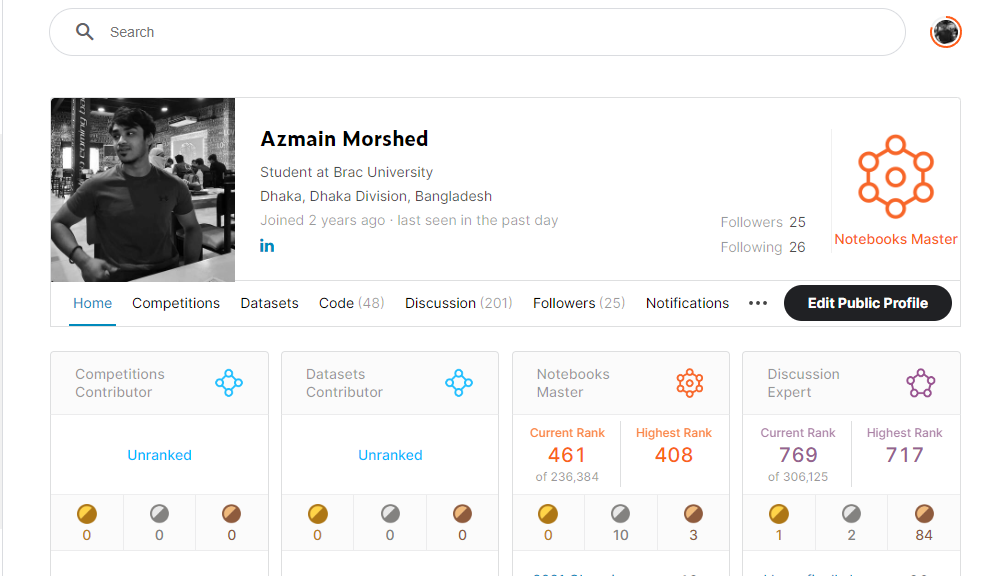 Search
Azmain Morshed
Student at Brac University
Dhaka, Dhaka Division, Bangladesh
Joined 2 years ago · last seen in the past day
in
Followers 25
Following 26
Notebooks Master
Home Competitions Datasets Code (48) Discussion (201) Followers (25) Notifications ••• Edit Public Profile
Competitions
Contributor
Unranked
0 0 0
Datasets
Contributor
Unranked
0 0 0
Notebooks
Master
Current Rank Highest Rank
461 408
of 236,384
0 10 3
Discussion
Expert
Current Rank Highest Rank
769 717
of 306,125
1 2 84